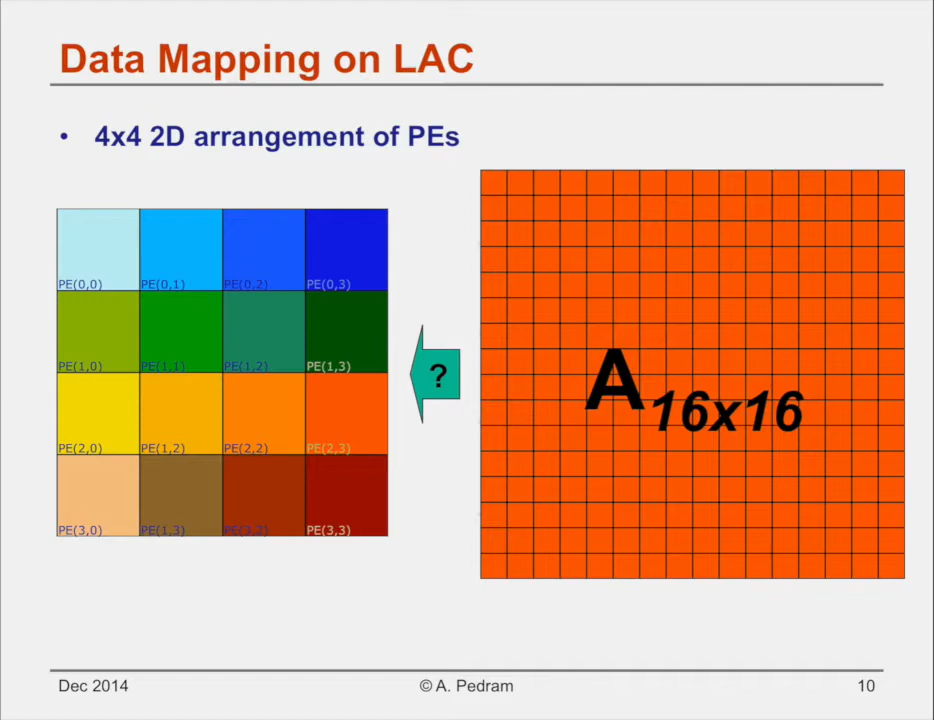 Data Mapping on LAC
• 4x4 2D arrangement of PEs
PE(0,0) PE(0,1) PE(0,2) PE(0,3)
PE(1,0) PE(1,1) PE(1,2) PE(1,3)
PE(2,0) PE(1,2) PE(2,2) PE(2,3)
PE(3,0) PE(1,3) PE(3,2) PE(3,3)
?
A16x16
Dec 2014 © A. Pedram 10